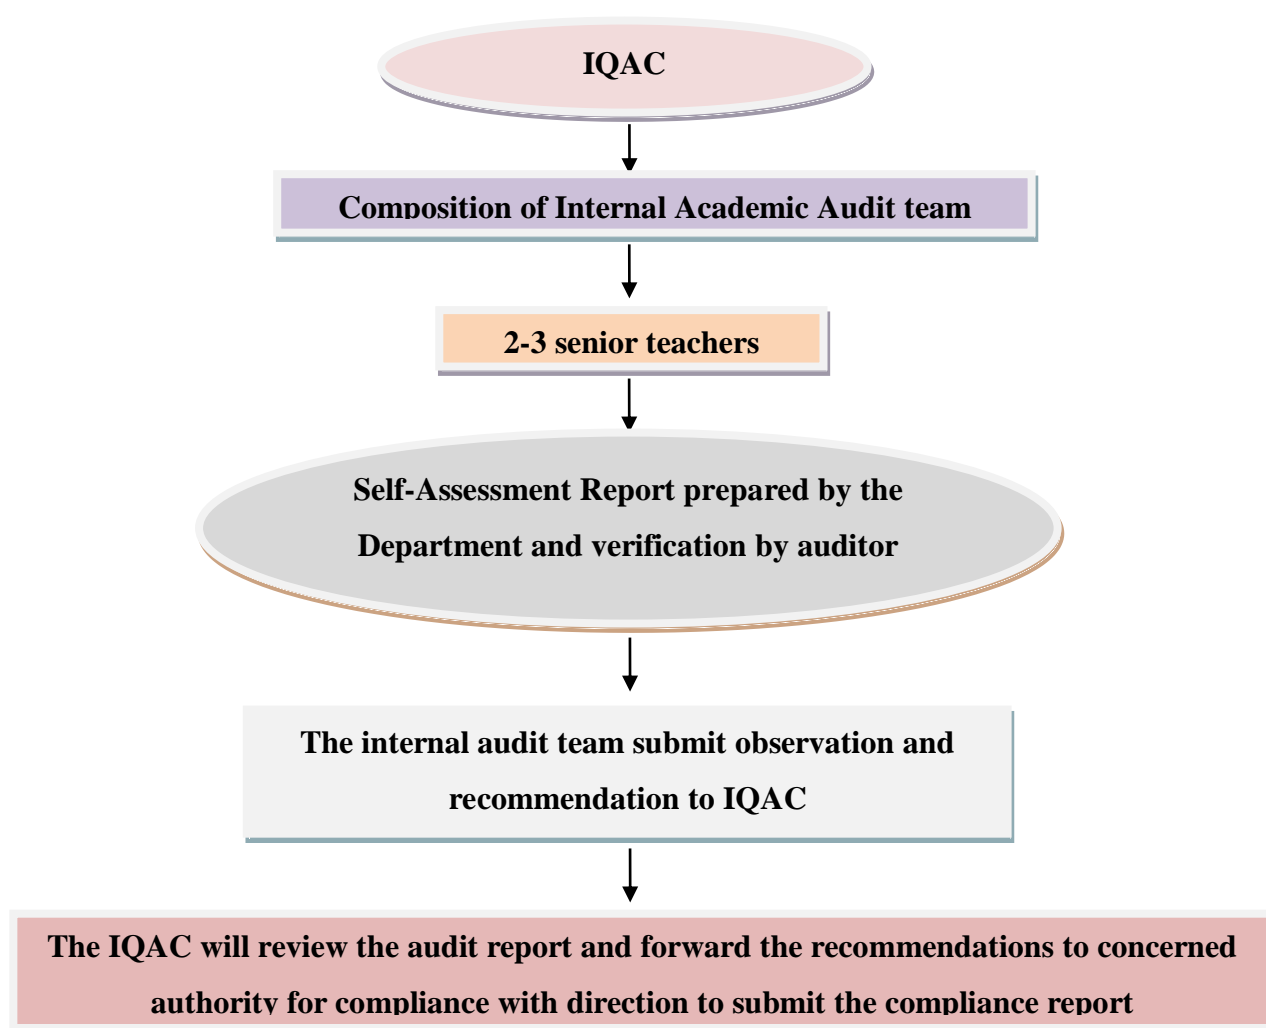 IQAC
Composition of Internal Academic Audit team
2-3 senior teachers
Self-Assessment Report prepared by the
Department and verification by auditor
The internal audit team submit observation and
recommendation to IQAC
The IQAC will review the audit report and forward the recommendations to concerned
authority for compliance with direction to submit the compliance report